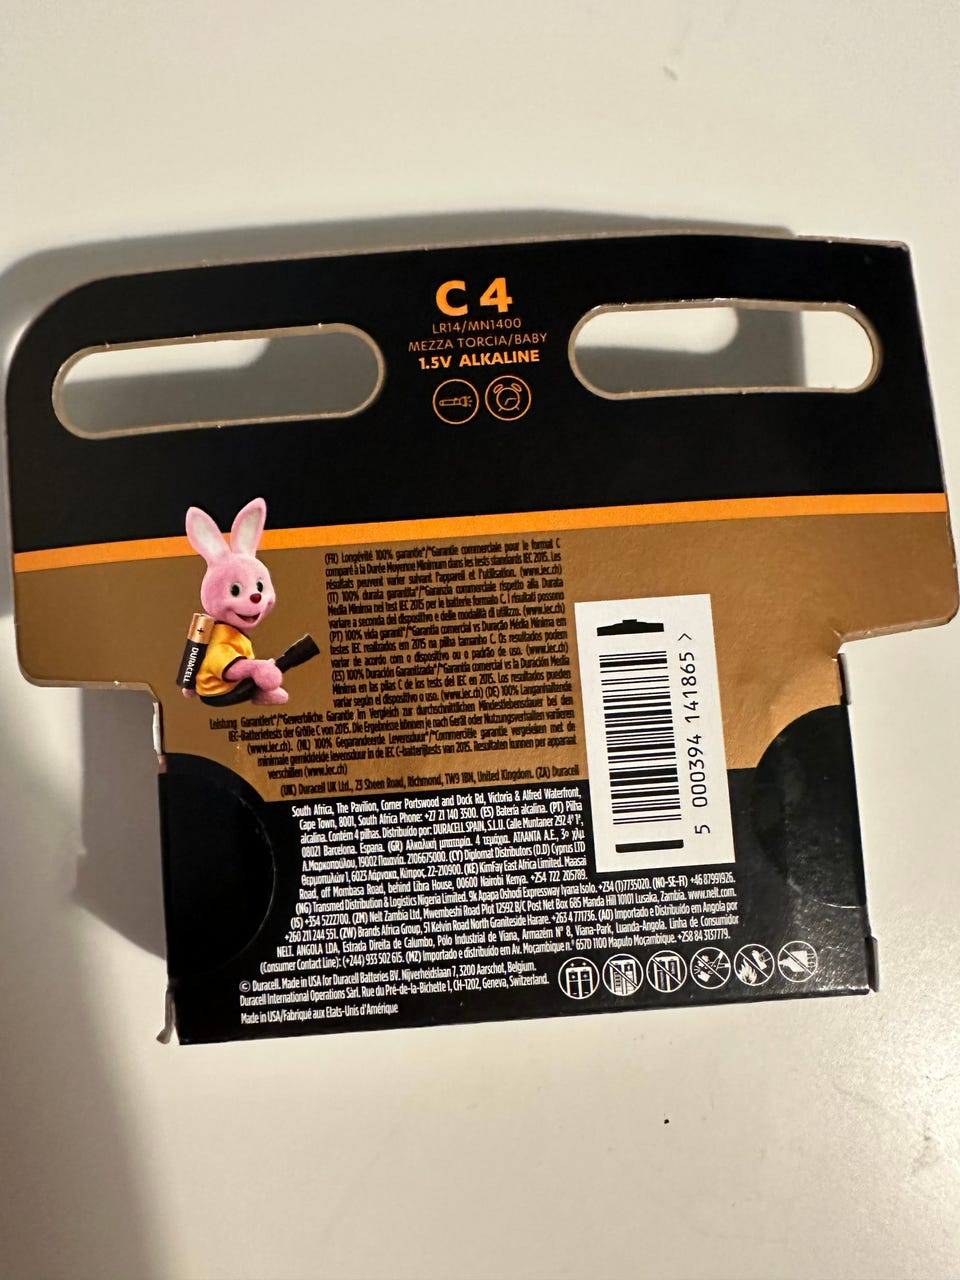 C 4
LR14/MN1400
MEZZA TORCIA/BABY
1.5V ALKALINE
(FR) Longévité 100% garantie*/*Garantie commerciale pour le format C
comparé à la Durée Moyenne Minimum dans les tests standards IEC 2015. Les
résultats peuvent varier suivant l'appareil et l'utilisation. (www.iec.ch)
(IT) 100% durata garantita*/*Garanzia commerciale rispetto alla Durata
Media Minima nel test IEC 2015 per le batterie formato C. I risultati possono
variare a seconda del dispositivo e delle modalità di utilizzo. (www.iec.ch)
(PT) 100% vida garant*/*Garantia comercial vs Duração Média Mínima em
testes IEC realizados em 2015 na pilha tamanho C. Os resultados podem
variar de acordo com o dispositivo ou o padrão de uso. (www.iec.ch)
(ES) 100% Duración Garantizada*/*Garantía comercial vs la Duración Media
Mínima en las pilas C de los tests del IEC en 2015. Los resultados pueden
variar según el dispositivo o uso. (www.iec.ch) (DE) 100% Langanhaltende
Leistung Garantiert*/*Gewerbliche Garantie im Vergleich zur durchschnittlichen Mindestlebensdauer bei den
IEC-Batterietests der Größe C von 2015. Die Ergebnisse können je nach Gerät oder Nutzungsverhalten variieren
(www.iec.ch). (NL) 100% Gegarandeerde Levensduur*/*Commerciële garantie vergeleken met de
minimale gemiddelde levensduur in de IEC C-batterijtests van 2015. Resultaten kunnen per apparaat
verschillen (www.iec.ch)
(UK) Duracell UK Ltd., 23 Sheen Road, Richmond, TW9 1BN, United Kingdom. (ZA) Duracell
South Africa, The Pavilion, Corner Portswood and Dock Rd, Victoria & Alfred Waterfront,
Cape Town, 8001, South Africa Phone: +27 21 140 3500. (ES) Batería alcalina. (PT) Pilha
alcalina. Contém 4 pilhas. Distribuido por: DURACELL SPAIN, S.L.U. Calle Muntaner 292 4º 1ª,
08021 Barcelona. Espana. (GR) Αλκαλική μπαταρία. 4 τεμάχια. ΑΤΛΑΝΤΑ Α.Ε., 3ο χλμ
Λ.Μαρκοπούλου, 19002 Παιανία. 2106675000. (CY) Diplomat Distributors (D.D) Cyprus LTD
Θερμοπυλών 1, 6023 Λάρνακα, Κύπρος, 22-210900. (KE) KimFay East Africa Limited. Maasai
Road, off Mombasa Road, behind Libra House, 00600 Nairobi Kenya. +254 722 205789.
(NG) Transmed Distribution & Logistics Nigeria Limited. 9k Apapa Oshodi Expressway Iyana Isolo. +234 (1)7735020. (NO-SE-FI) +46 87991926.
(IS) +354 5222700. (ZM) Nelt Zambia Ltd, Mwembeshi Road Plot 12592 B/C Post Net Box 685 Manda Hill 10101 Lusaka, Zambia. www.nelt.com.
+260 211 244 551. (ZW) Brands Africa Group, 51 Kelvin Road North Graniteside Harare. +263 4 771736. (AO) Importado e Distribuído em Angola por
NELT. ANGOLA LDA, Estrada Direita de Calumbo, Pólo Industrial de Viana, Armazém Nº 8, Viana-Park, Luanda-Angola. Linha de Consumidor
(Consumer Contact Line): (+244) 933 502 615. (MZ) Importado e distribuido em Av. Moçambique n.º 6570 1100 Maputo Moçambique. +258 84 3137779.
© Duracell. Made in USA for Duracell Batteries BV. Nijverheidslaan 7, 3200 Aarschot, Belgium.
Duracell International Operations Sàrl. Rue du Pré-de-la-Bichette 1, CH-1202, Geneva, Switzerland.
Made in USA/Fabriqué aux Etats-Unis d'Amérique
DURACELL
5 000394 141865 >